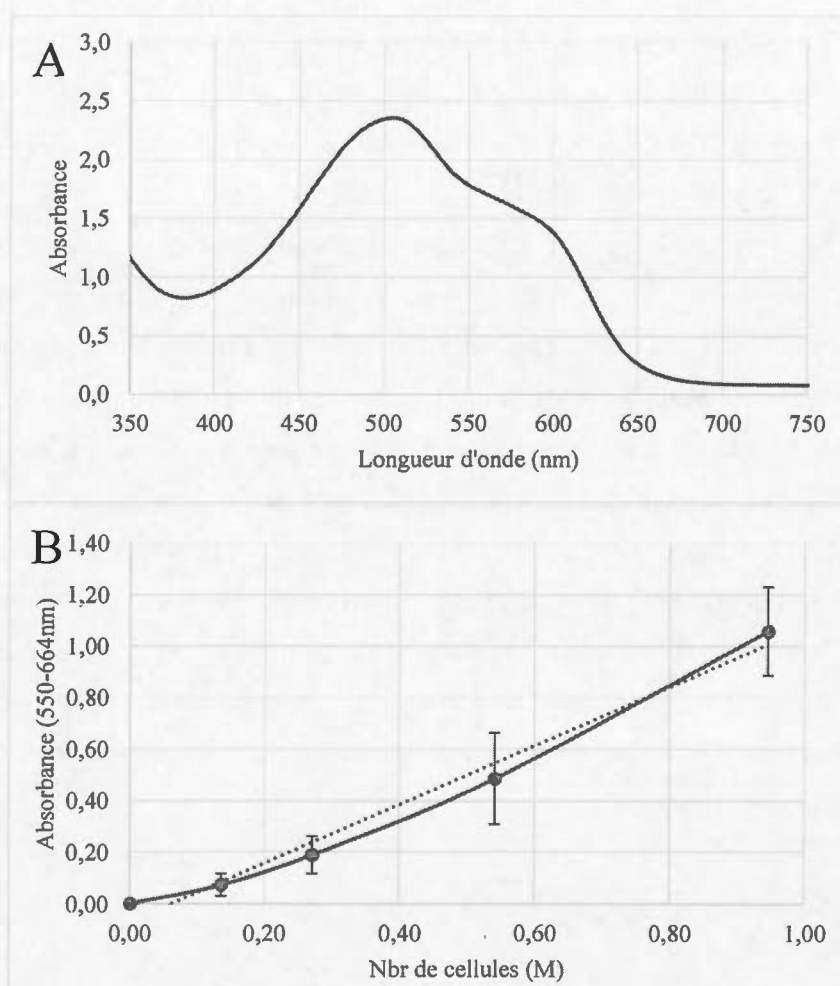 A
3,0
2,5
2,0
1,5
1,0
0,5
0,0
Absorbance
350 400 450 500 550 600 650 700 750
Longueur d'onde (nm)
B
1,40
1,20
1,00
0,80
0,60
0,40
0,20
0,00
Absorbance (550-664nm)
0,00 0,20 0,40 0,60 0,80 1,00
Nbr de cellules (M)